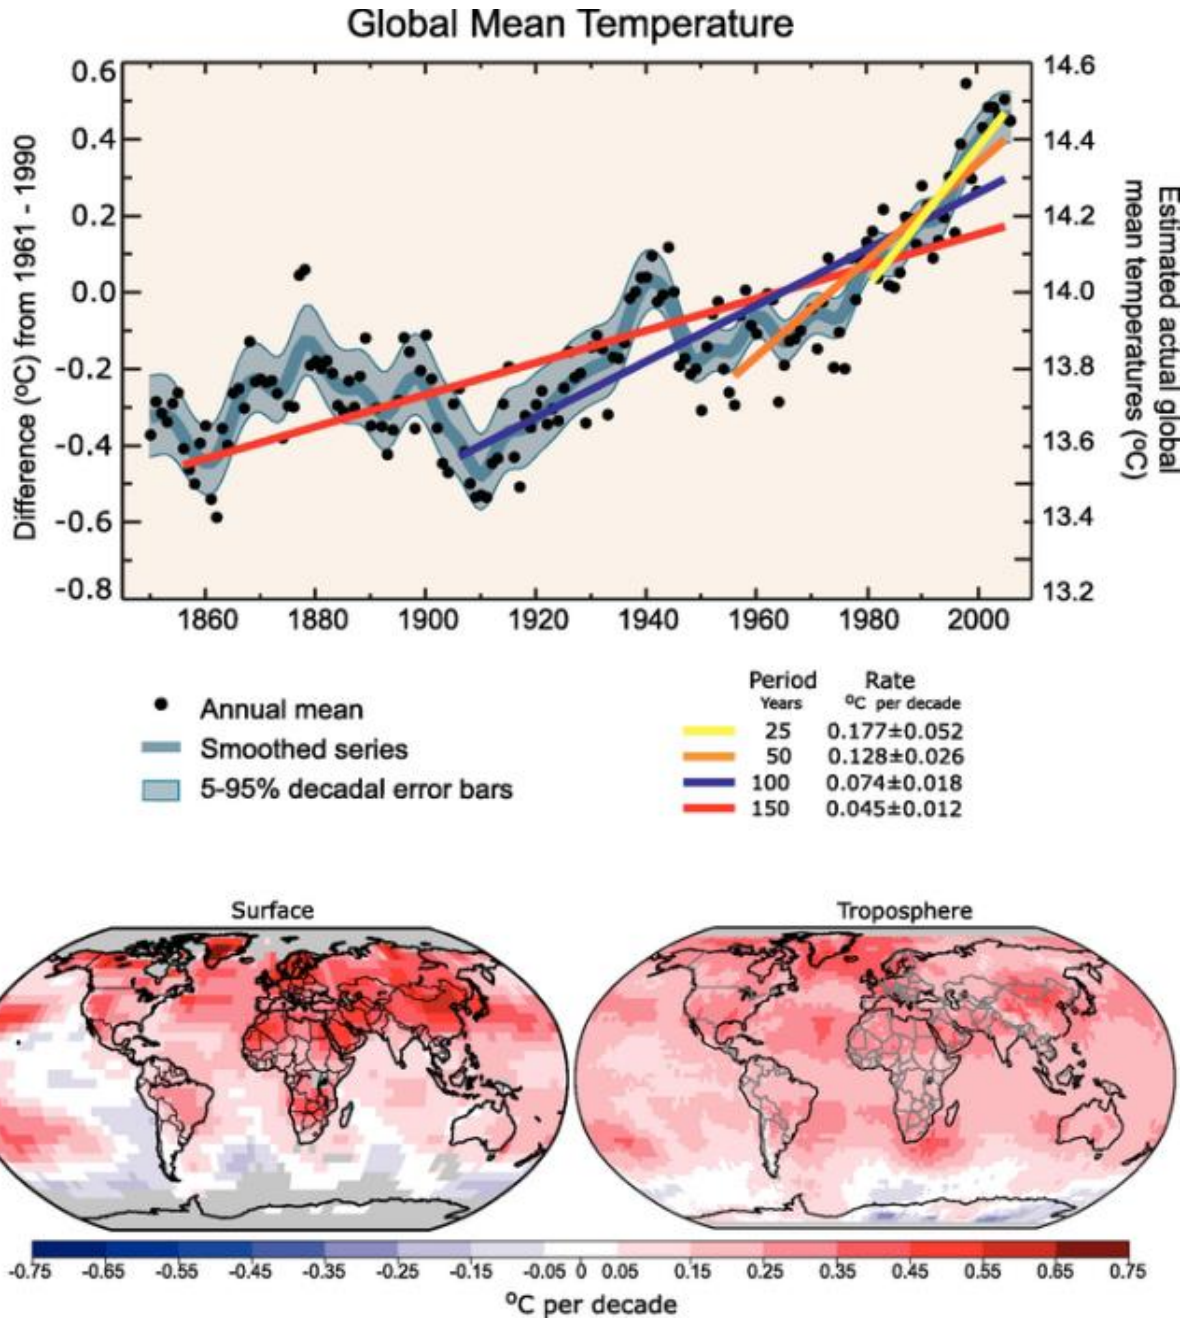 Global Mean Temperature
Difference (ºC) from 1961 - 1990
0.6
0.4
0.2
0.0
-0.2
-0.4
-0.6
-0.8
14.6
14.4
14.2
14.0
13.8
13.6
13.4
13.2
Estimated actual global
mean temperatures (ºC)
1860 1880 1900 1920 1940 1960 1980 2000
Annual mean
Smoothed series
5-95% decadal error bars
Period Rate
Years ºC per decade
25 0.177±0.052
50 0.128±0.026
100 0.074±0.018
150 0.045±0.012
Surface
Troposphere
-0.75 -0.65 -0.55 -0.45 -0.35 -0.25 -0.15 -0.05 0 0.05 0.15 0.25 0.35 0.45 0.55 0.65 0.75
ºC per decade